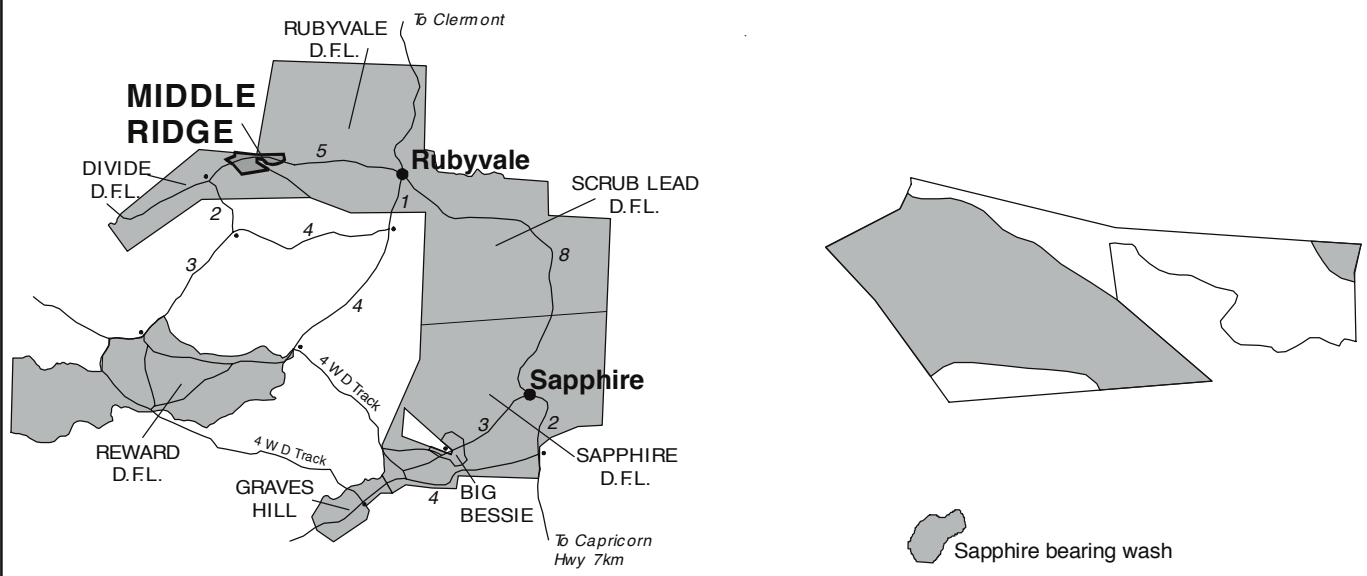 To Clermont
RUBYVALE
D.F.L.
MIDDLE
RIDGE
5
Rubyvale
DIVIDE
D.F.L.
SCRUB LEAD
D.F.L.
2
1
4
8
3
4
4 W D Track
Sapphire
3
2
REWARD
D.F.L.
4 W D Track
SAPPHIRE
D.F.L.
GRAVES
HILL
4
BIG
BESSIE
To Capricorn
Hwy 7km
Sapphire bearing wash